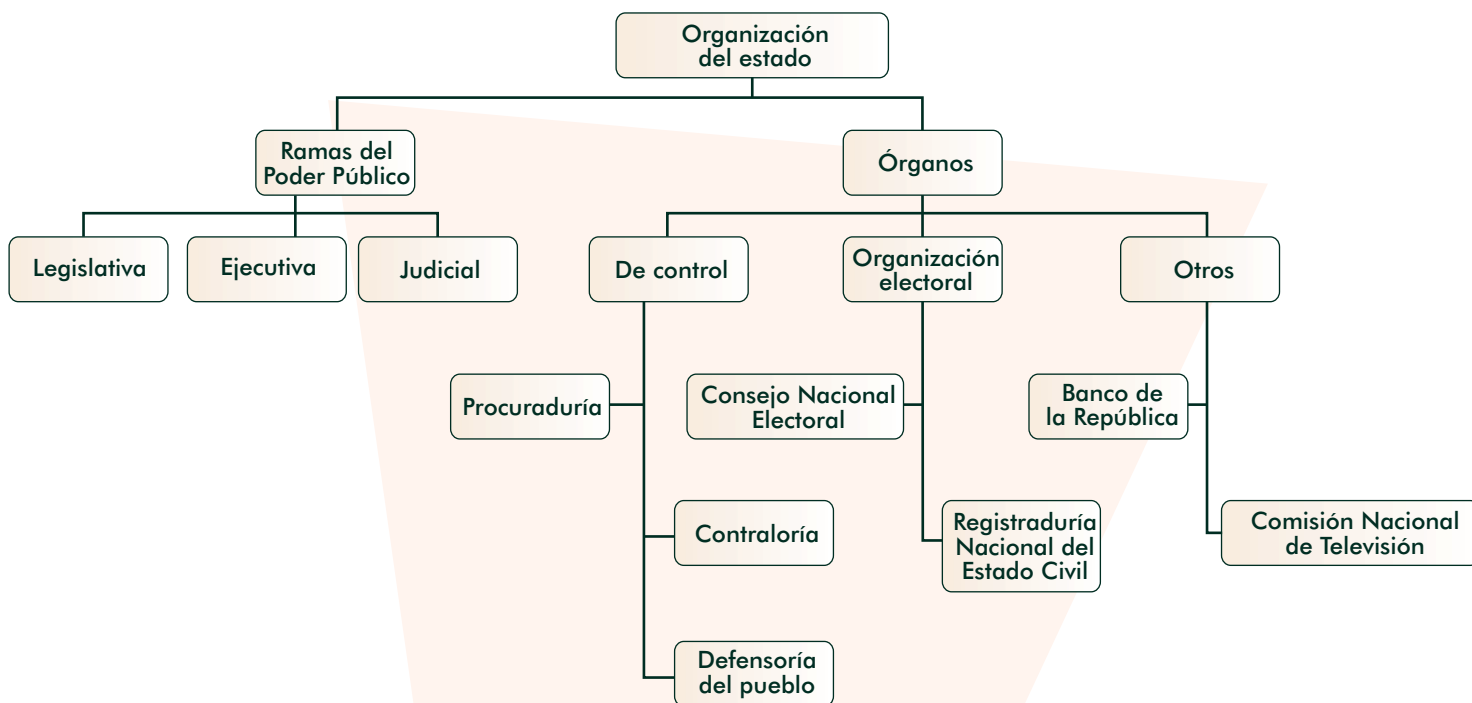 Organización
del estado
Ramas del
Poder Público
Órganos
Legislativa
Ejecutiva
Judicial
De control
Organización
electoral
Otros
Procuraduría
Consejo Nacional
Electoral
Banco de
la República
Contraloría
Registraduría
Nacional del
Estado Civil
Comisión Nacional
de Televisión
Defensoría
del pueblo